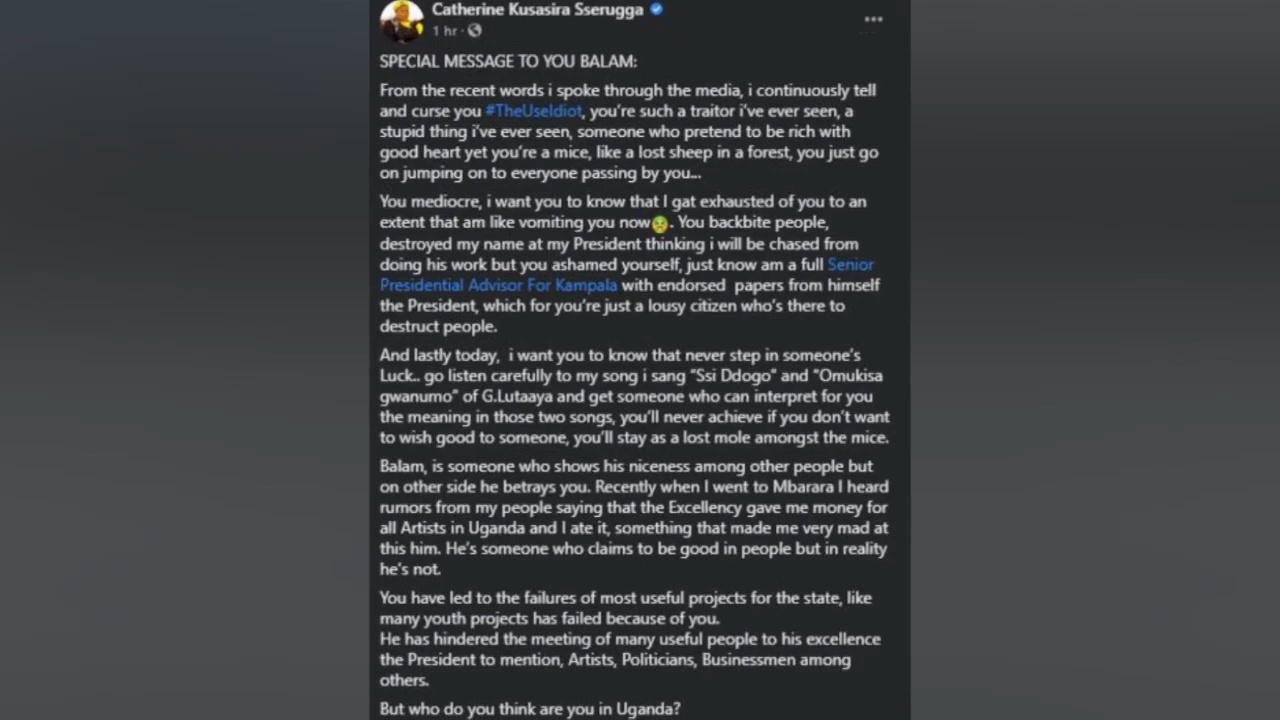 Catherine Kusasira Sserugga
1 hr ·
SPECIAL MESSAGE TO YOU BALAM:
From the recent words i spoke through the media, i continuously tell
and curse you #TheUseIdiot, you're such a traitor i've ever seen, a
stupid thing i've ever seen, someone who pretend to be rich with
good heart yet you're a mice, like a lost sheep in a forest, you just go
on jumping on to everyone passing by you...
You mediocre, i want you to know that I gat exhausted of you to an
extent that am like vomiting you now🤢. You backbite people,
destroyed my name at my President thinking i will be chased from
doing his work but you ashamed yourself, just know am a full Senior
Presidential Advisor For Kampala with endorsed papers from himself
the President, which for you're just a lousy citizen who's there to
destruct people.
And lastly today, i want you to know that never step in someone's
Luck.. go listen carefully to my song i sang "Ssi Ddogo" and "Omukisa
gwanumo" of G.Lutaaya and get someone who can interpret for you
the meaning in those two songs, you'll never achieve if you don't want
to wish good to someone, you'll stay as a lost mole amongst the mice.
Balam, is someone who shows his niceness among other people but
on other side he betrays you. Recently when I went to Mbarara I heard
rumors from my people saying that the Excellency gave me money for
all Artists in Uganda and I ate it, something that made me very mad at
this him. He's someone who claims to be good in people but in reality
he's not.
You have led to the failures of most useful projects for the state, like
many youth projects has failed because of you.
He has hindered the meeting of many useful people to his excellence
the President to mention, Artists, Politicians, Businessmen among
others.
But who do you think are you in Uganda?